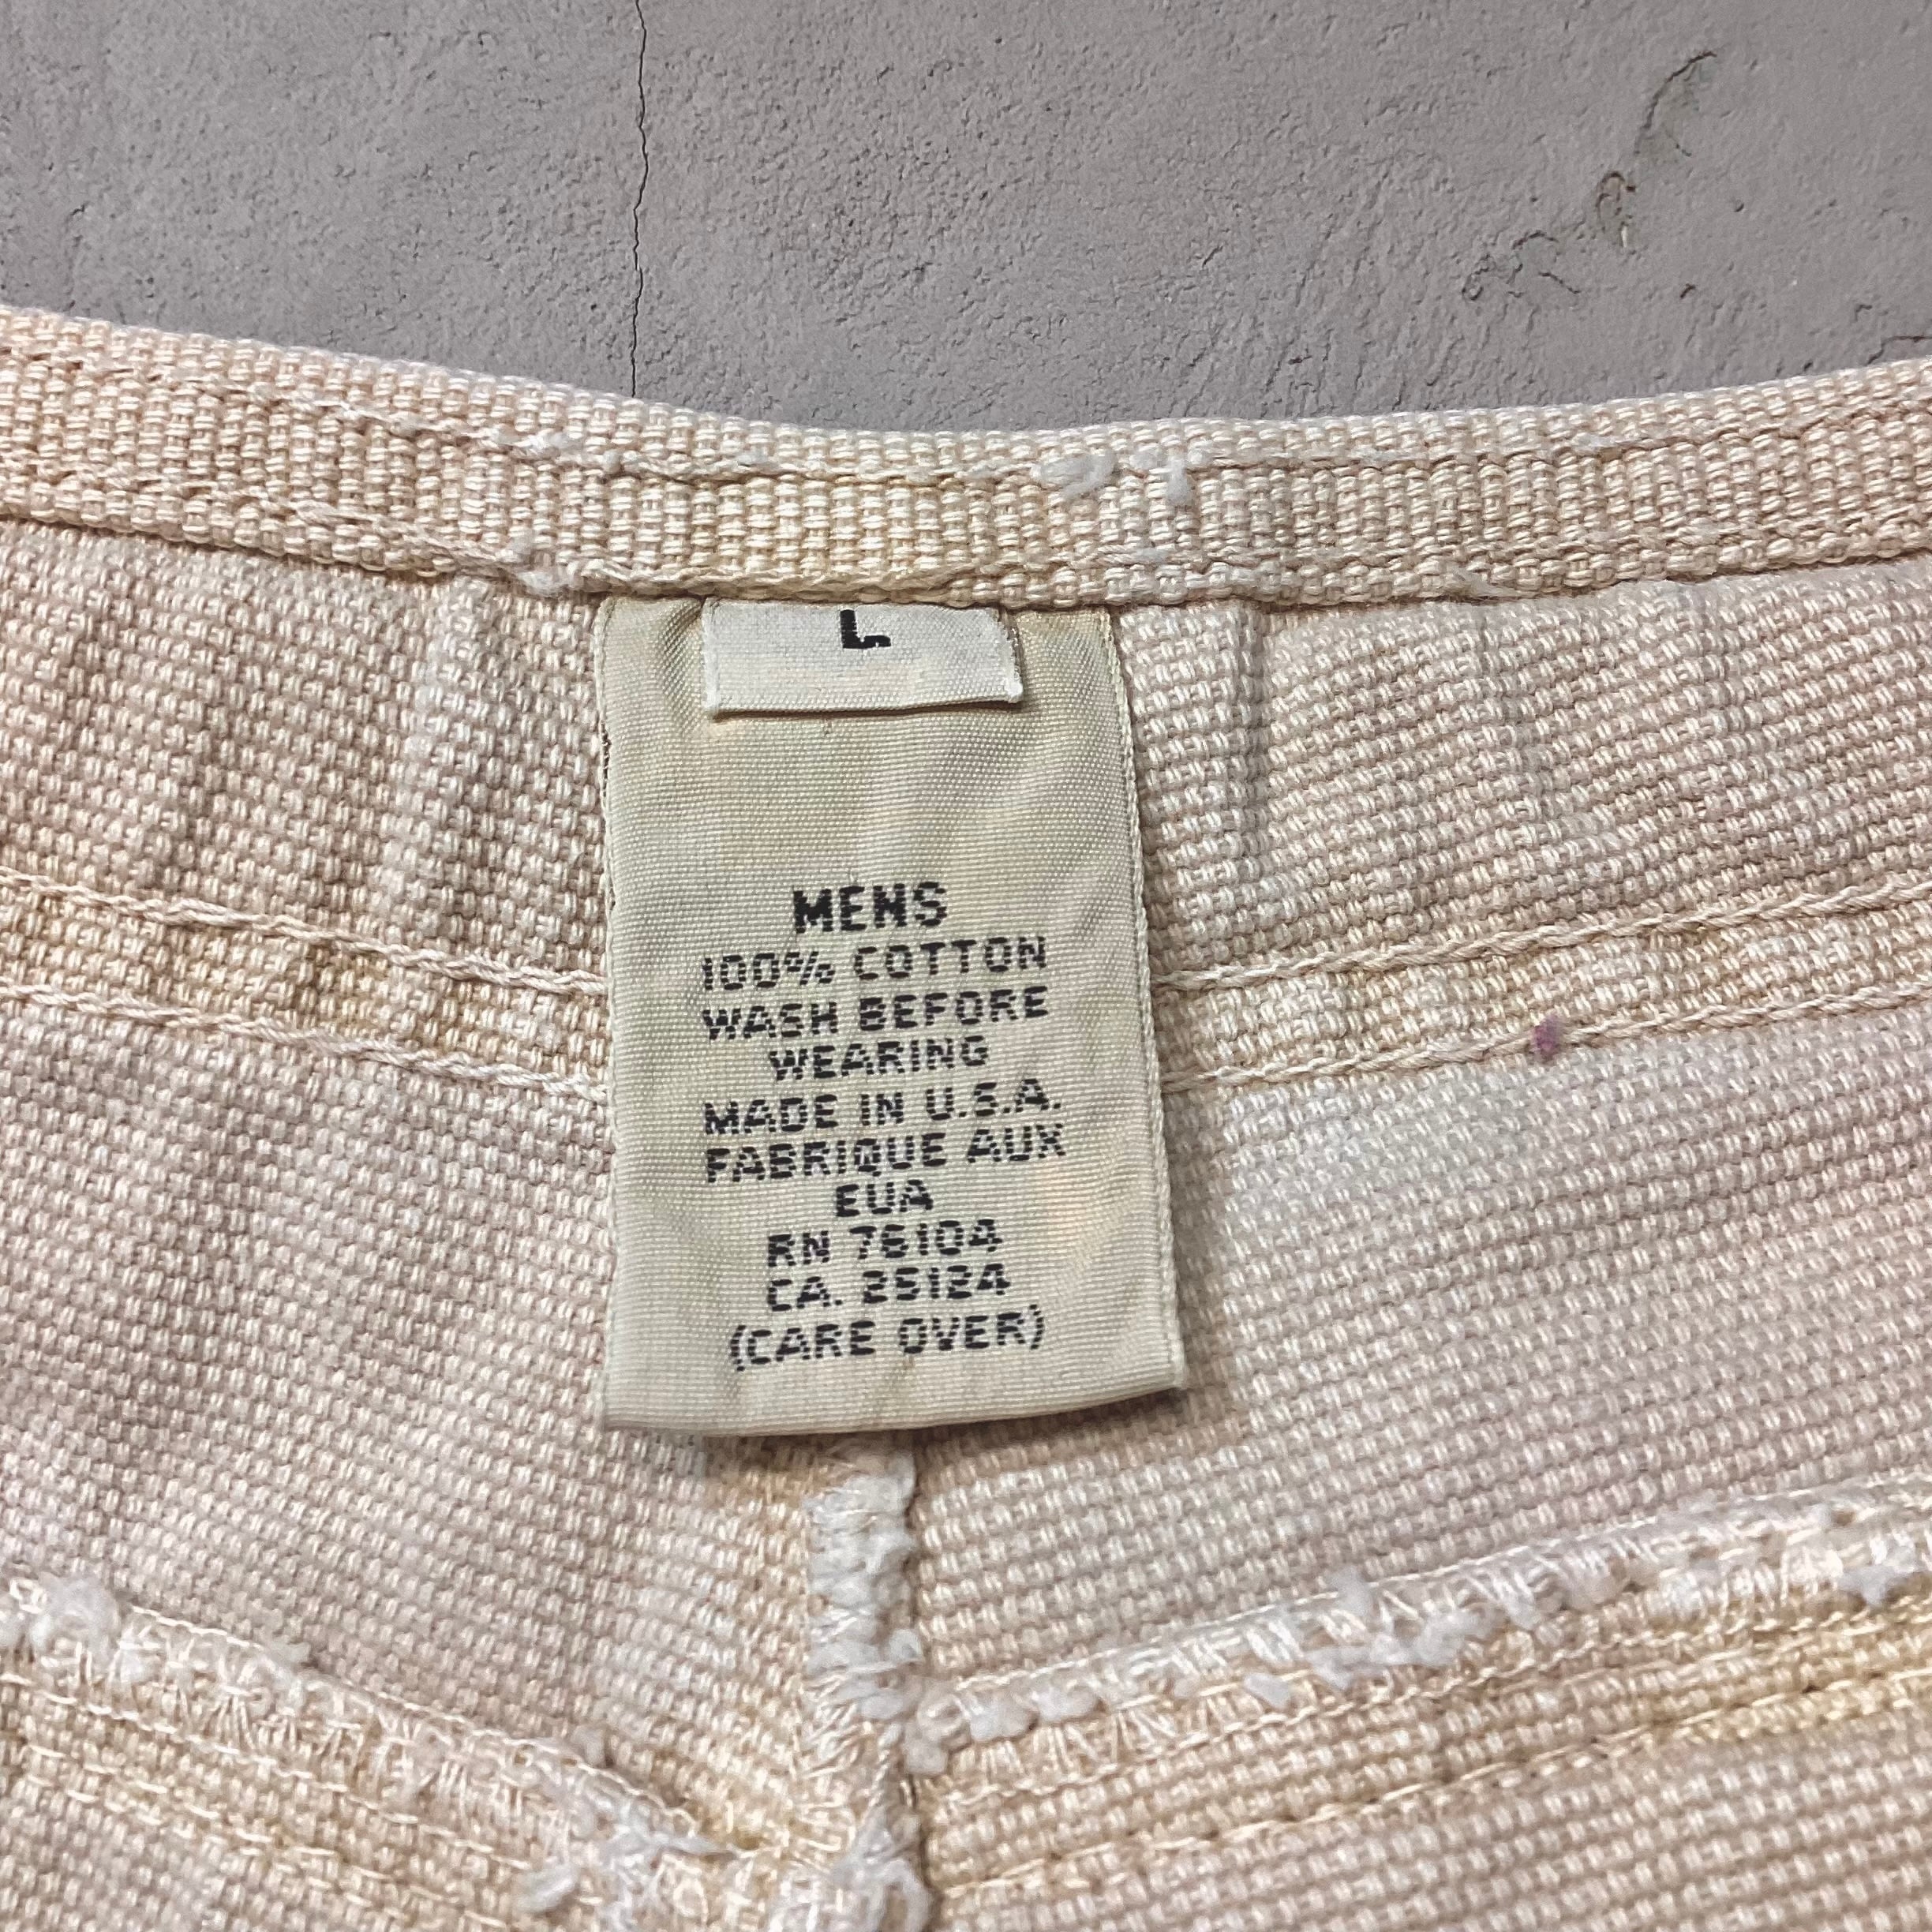 L
MENS
100% COTTON
WASH BEFORE
WEARING
MADE IN U.S.A.
FABRIQUE AUX
EUA
RN 76104
CA. 25124
(CARE OVER)